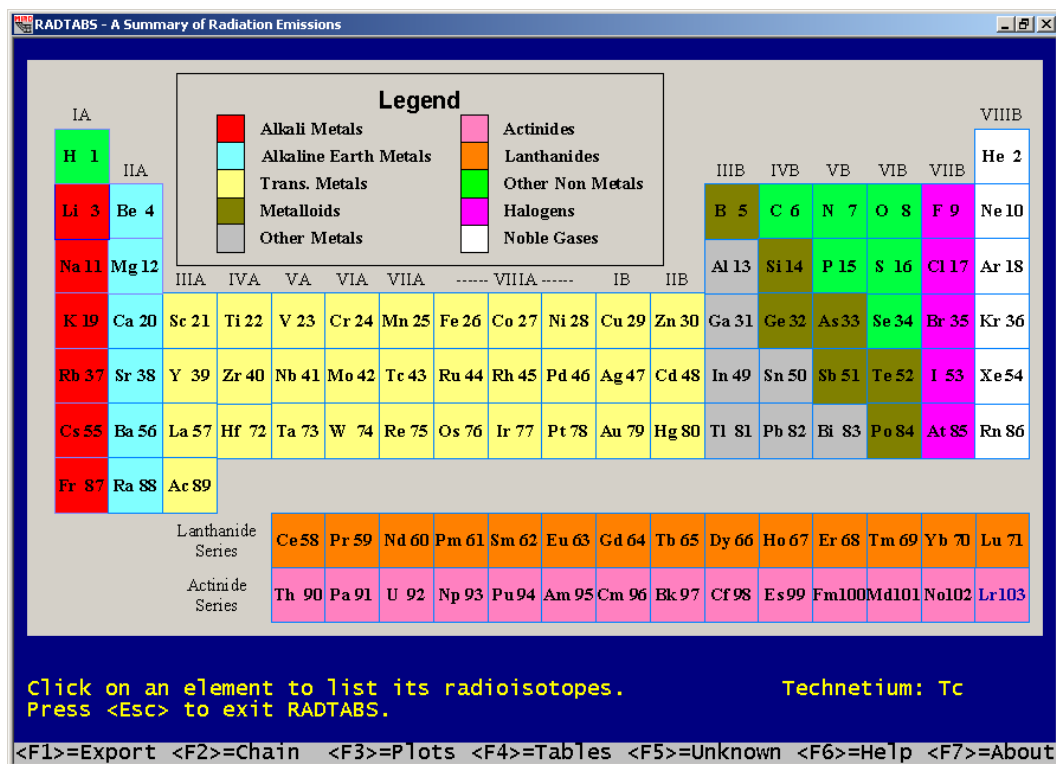 RADTABS - A Summary of Radiation Emissions
Legend
IA VIIIB
Alkali Metals Actinides
H 1 IIA Alkaline Earth Metals Lanthanides IIIB IVB VB VIB VIIB He 2
Trans. Metals Other Non Metals
Li 3 Be 4 Metalloids Halogens B 5 C 6 N 7 O 8 F 9 Ne 10
Other Metals Noble Gases
Na 11 Mg 12 IIIA IVA VA VIA VIIA ------ VIIIA ------ IB IIB Al 13 Si 14 P 15 S 16 Cl 17 Ar 18
K 19 Ca 20 Sc 21 Ti 22 V 23 Cr 24 Mn 25 Fe 26 Co 27 Ni 28 Cu 29 Zn 30 Ga 31 Ge 32 As 33 Se 34 Br 35 Kr 36
Rb 37 Sr 38 Y 39 Zr 40 Nb 41 Mo 42 Tc 43 Ru 44 Rh 45 Pd 46 Ag 47 Cd 48 In 49 Sn 50 Sb 51 Te 52 I 53 Xe 54
Cs 55 Ba 56 La 57 Hf 72 Ta 73 W 74 Re 75 Os 76 Ir 77 Pt 78 Au 79 Hg 80 Tl 81 Pb 82 Bi 83 Po 84 At 85 Rn 86
Fr 87 Ra 88 Ac 89
Lanthanide
Series
Ce 58 Pr 59 Nd 60 Pm 61 Sm 62 Eu 63 Gd 64 Tb 65 Dy 66 Ho 67 Er 68 Tm 69 Yb 70 Lu 71
Actinide
Series
Th 90 Pa 91 U 92 Np 93 Pu 94 Am 95 Cm 96 Bk 97 Cf 98 Es 99 Fm100 Md101 No102 Lr103
Click on an element to list its radioisotopes. Technetium: Tc
Press <Esc> to exit RADTABS.
<F1>=Export <F2>=Chain <F3>=Plots <F4>=Tables <F5>=Unknown <F6>=Help <F7>=About